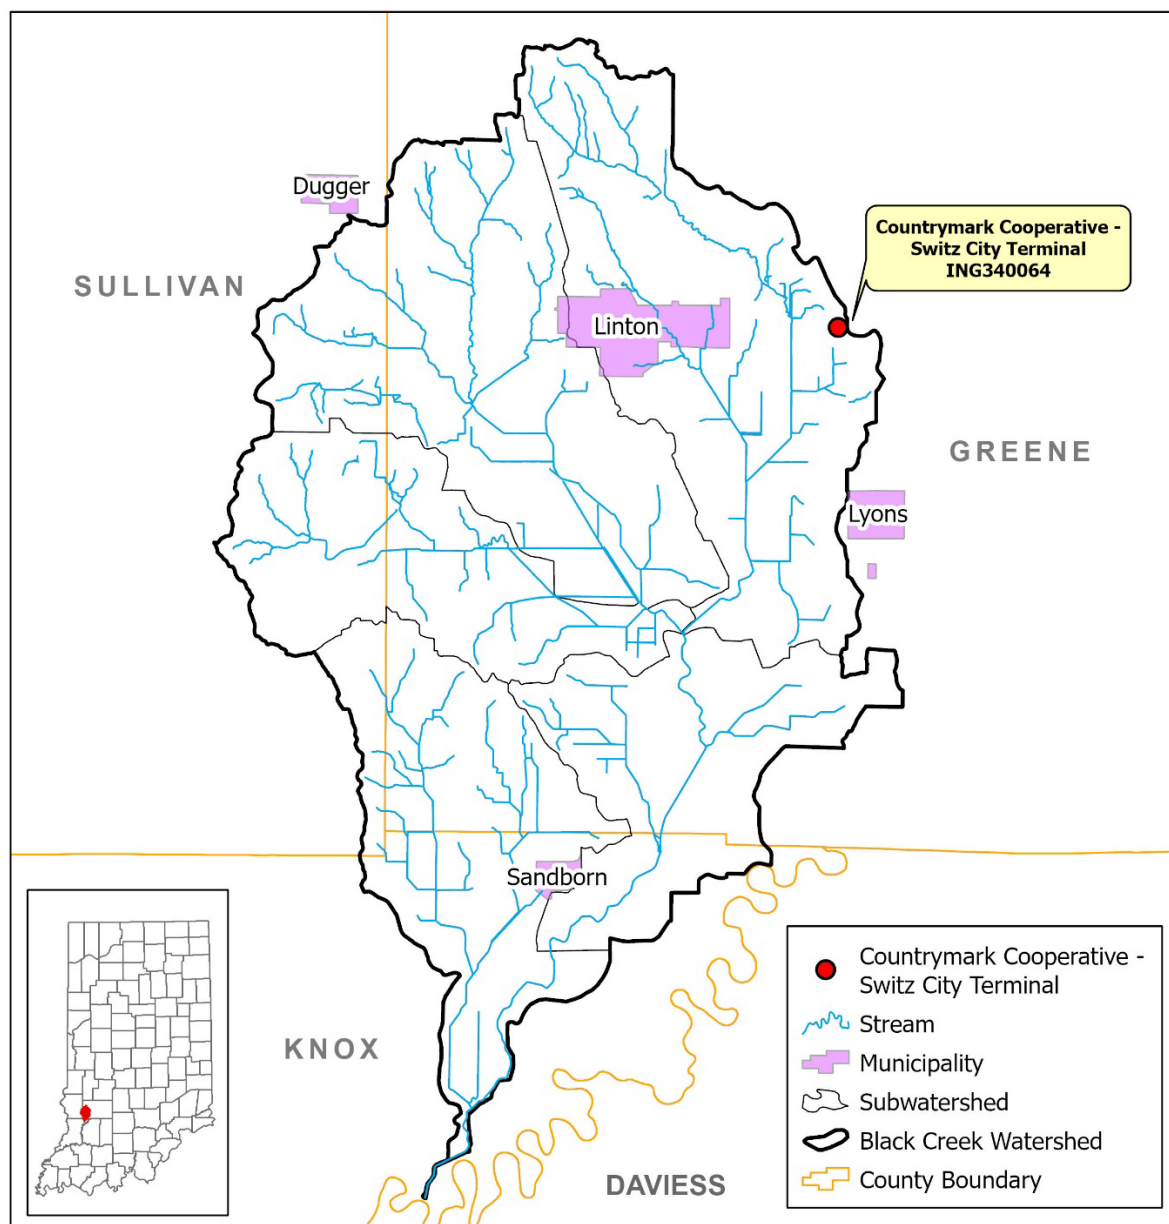 Dugger
Countrymark Cooperative -
Switz City Terminal
ING340064
SULLIVAN
Linton
GREENE
Lyons
Sandborn
KNOX
DAVIESS
Countrymark Cooperative -
Switz City Terminal
Stream
Municipality
Subwatershed
Black Creek Watershed
County Boundary